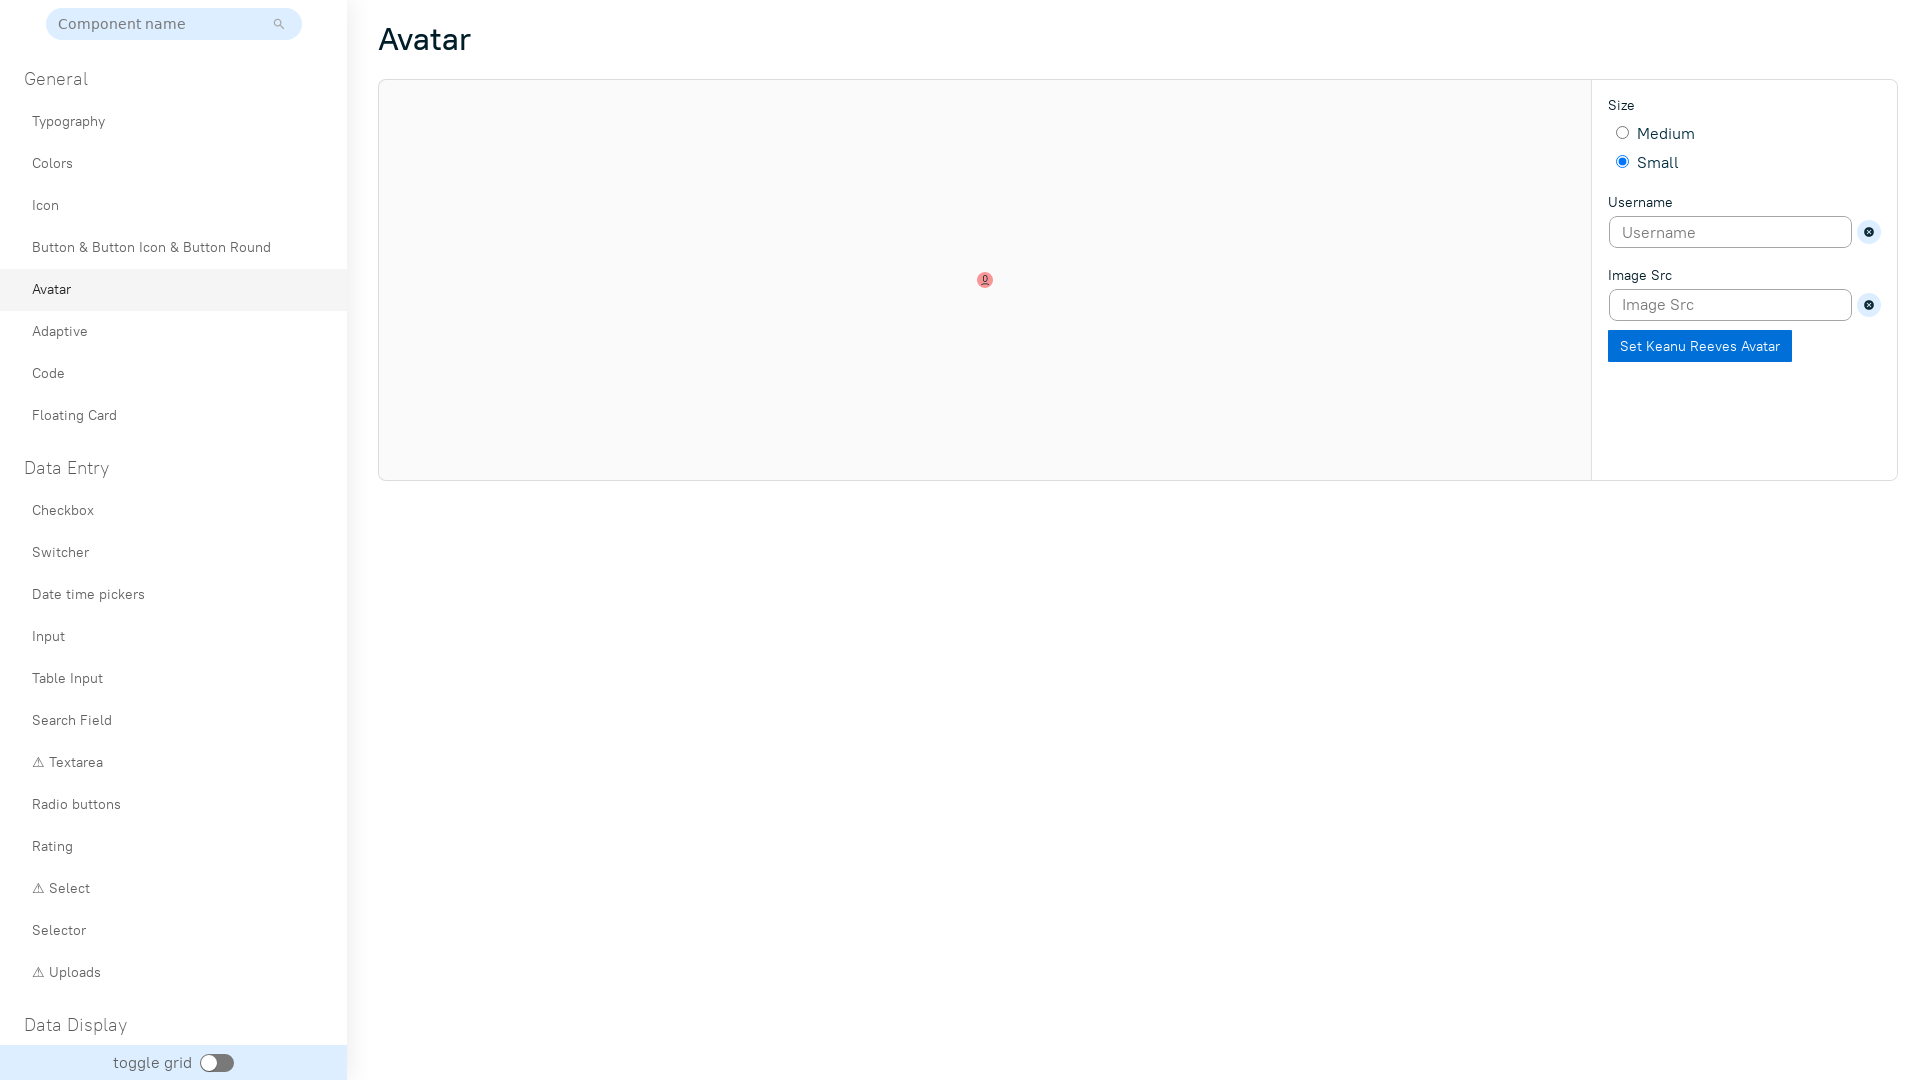 Component name
General
Typography
Colors
Icon
Button & Button Icon & Button Round
Avatar
Adaptive
Code
Floating Card
Data Entry
Checkbox
Switcher
Date time pickers
Input
Table Input
Search Field
⚠ Textarea
Radio buttons
Rating
⚠ Select
Selector
⚠ Uploads
Data Display
toggle grid
Avatar
Size
Medium
Small
Username
Username
Image Src
Image Src
Set Keanu Reeves Avatar